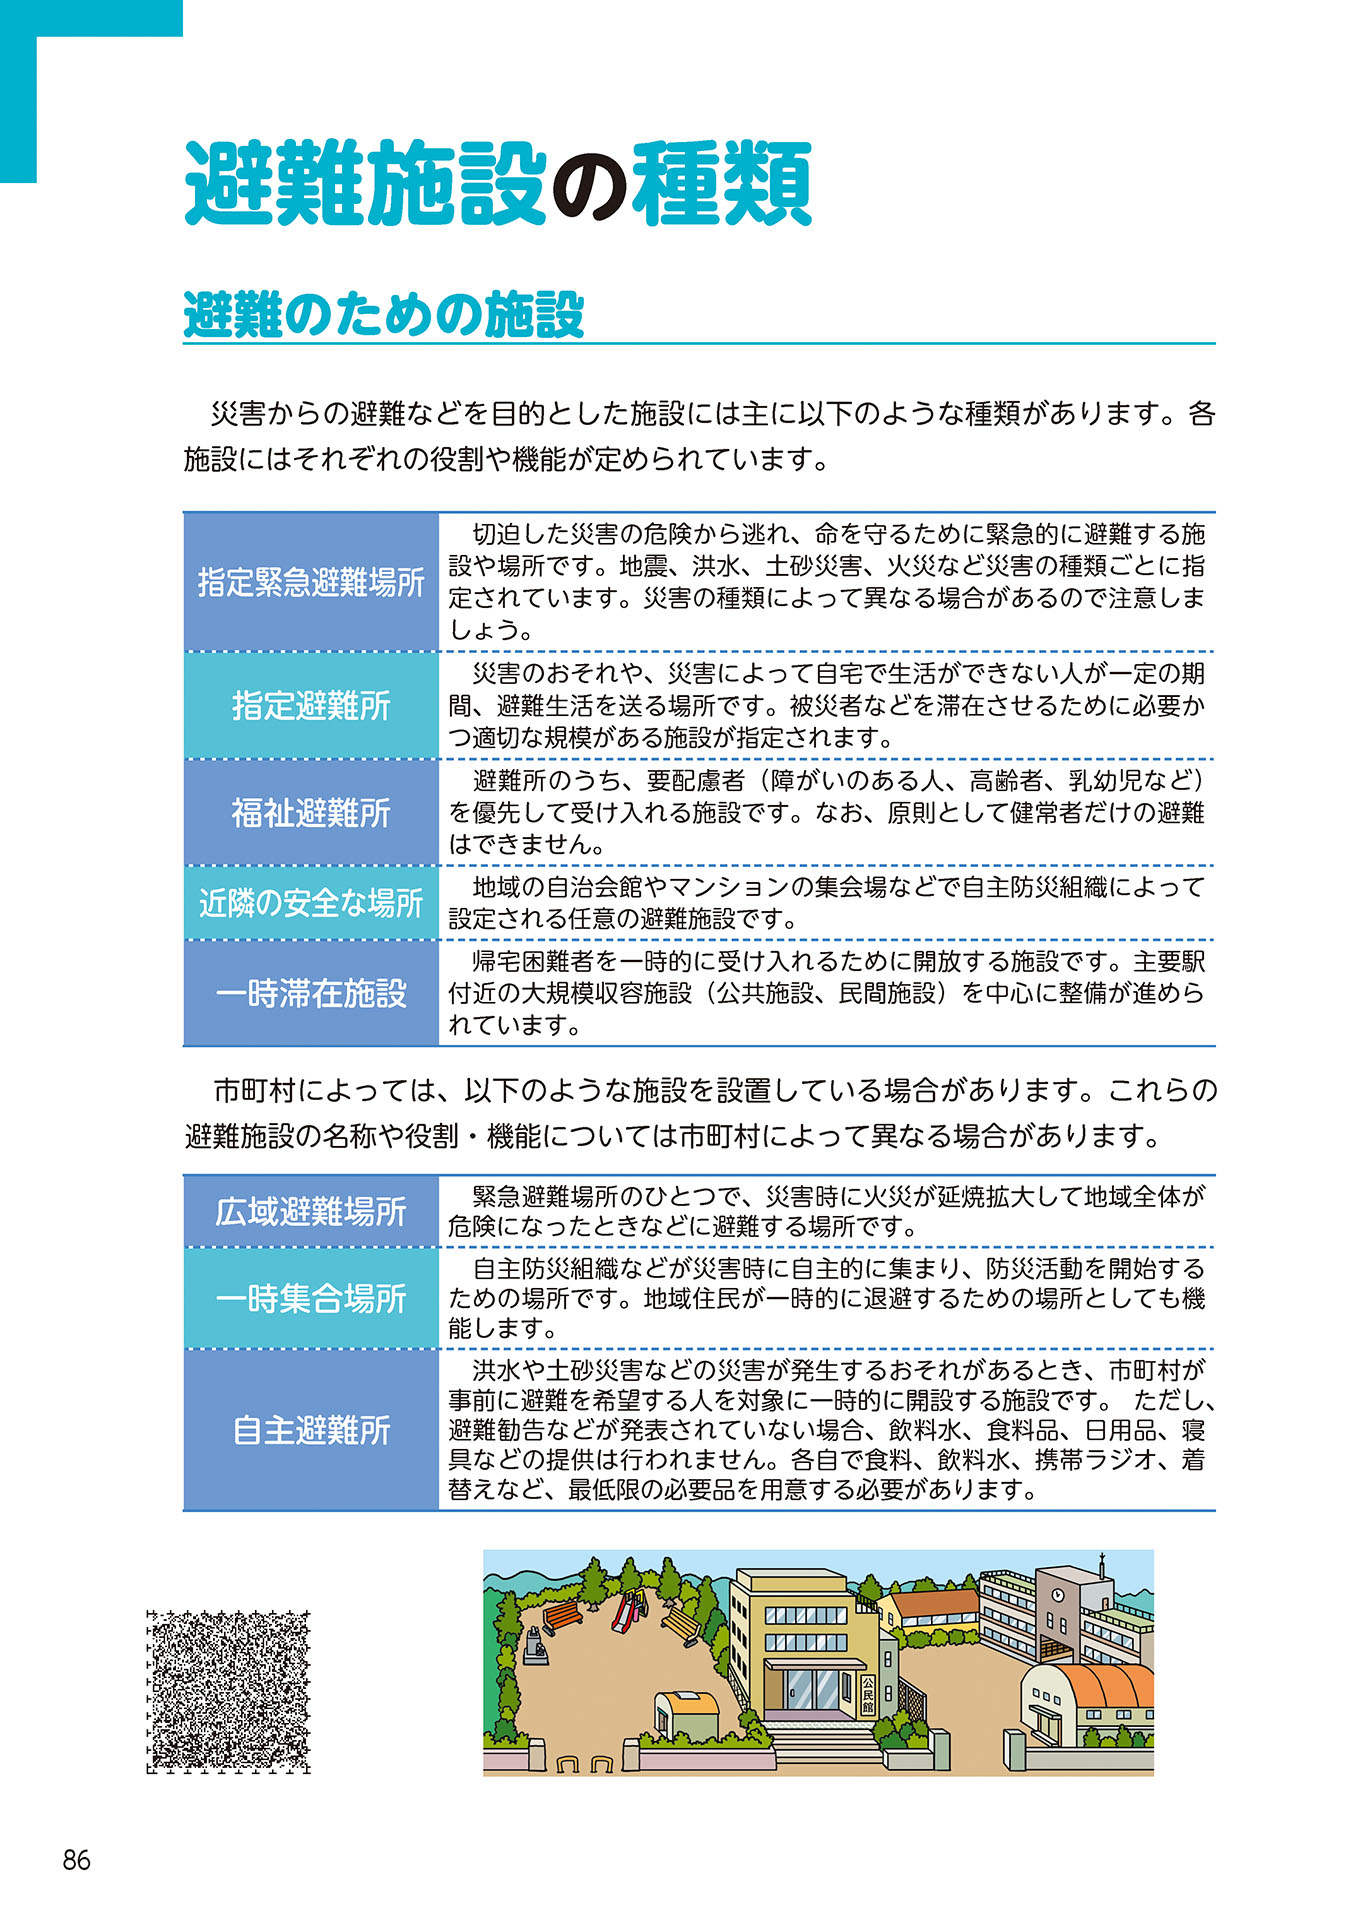 避難施設の種類
避難のための施設
災害からの避難などを目的とした施設には主に以下のような種類があります。各
施設にはそれぞれの役割や機能が定められています。
指定緊急避難場所
切迫した災害の危険から逃れ、命を守るために緊急的に避難する施
設や場所です。地震、洪水、土砂災害、火災など災害の種類ごとに指
定されています。災害の種類によって異なる場合があるので注意しま
しょう。
指定避難所
災害のおそれや、災害によって自宅で生活ができない人が一定の期
間、避難生活を送る場所です。被災者などを滞在させるために必要か
つ適切な規模がある施設が指定されます。
福祉避難所
避難所のうち、要配慮者（障がいのある人、高齢者、乳幼児など）
を優先して受け入れる施設です。なお、原則として健常者だけの避難
はできません。
近隣の安全な場所
地域の自治会館やマンションの集会場などで自主防災組織によって
設定される任意の避難施設です。
一時滞在施設
帰宅困難者を一時的に受け入れるために開放する施設です。主要駅
付近の大規模収容施設（公共施設、民間施設）を中心に整備が進めら
れています。
市町村によっては、以下のような施設を設置している場合があります。これらの
避難施設の名称や役割・機能については市町村によって異なる場合があります。
広域避難場所
緊急避難場所のひとつで、災害時に火災が延焼拡大して地域全体が
危険になったときなどに避難する場所です。
一時集合場所
自主防災組織などが災害時に自主的に集まり、防災活動を開始する
ための場所です。地域住民が一時的に退避するための場所としても機
能します。
自主避難所
洪水や土砂災害などの災害が発生するおそれがあるとき、市町村が
事前に避難を希望する人を対象に一時的に開設する施設です。 ただし、
避難勧告などが発表されていない場合、飲料水、食料品、日用品、寝
具などの提供は行われません。各自で食料、飲料水、携帯ラジオ、着
替えなど、最低限の必要品を用意する必要があります。
公民館
86